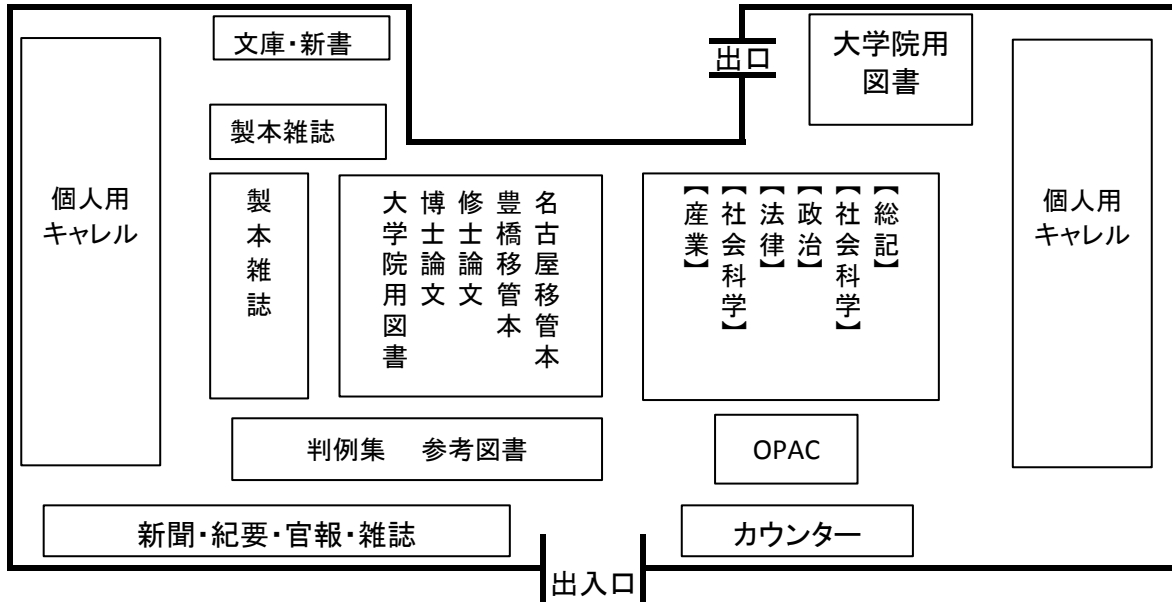 文庫・新書
出口
大学院用
図書
製本雑誌
個人用
キャレル
製本雑誌
名古屋移管本
豊橋移管本
修士論文
博士論文
大学院用図書
【総記】
【社会科学】
【政治】
【法律】
【社会科学】
【産業】
個人用
キャレル
判例集 参考図書
OPAC
新聞・紀要・官報・雑誌
カウンター
出入口